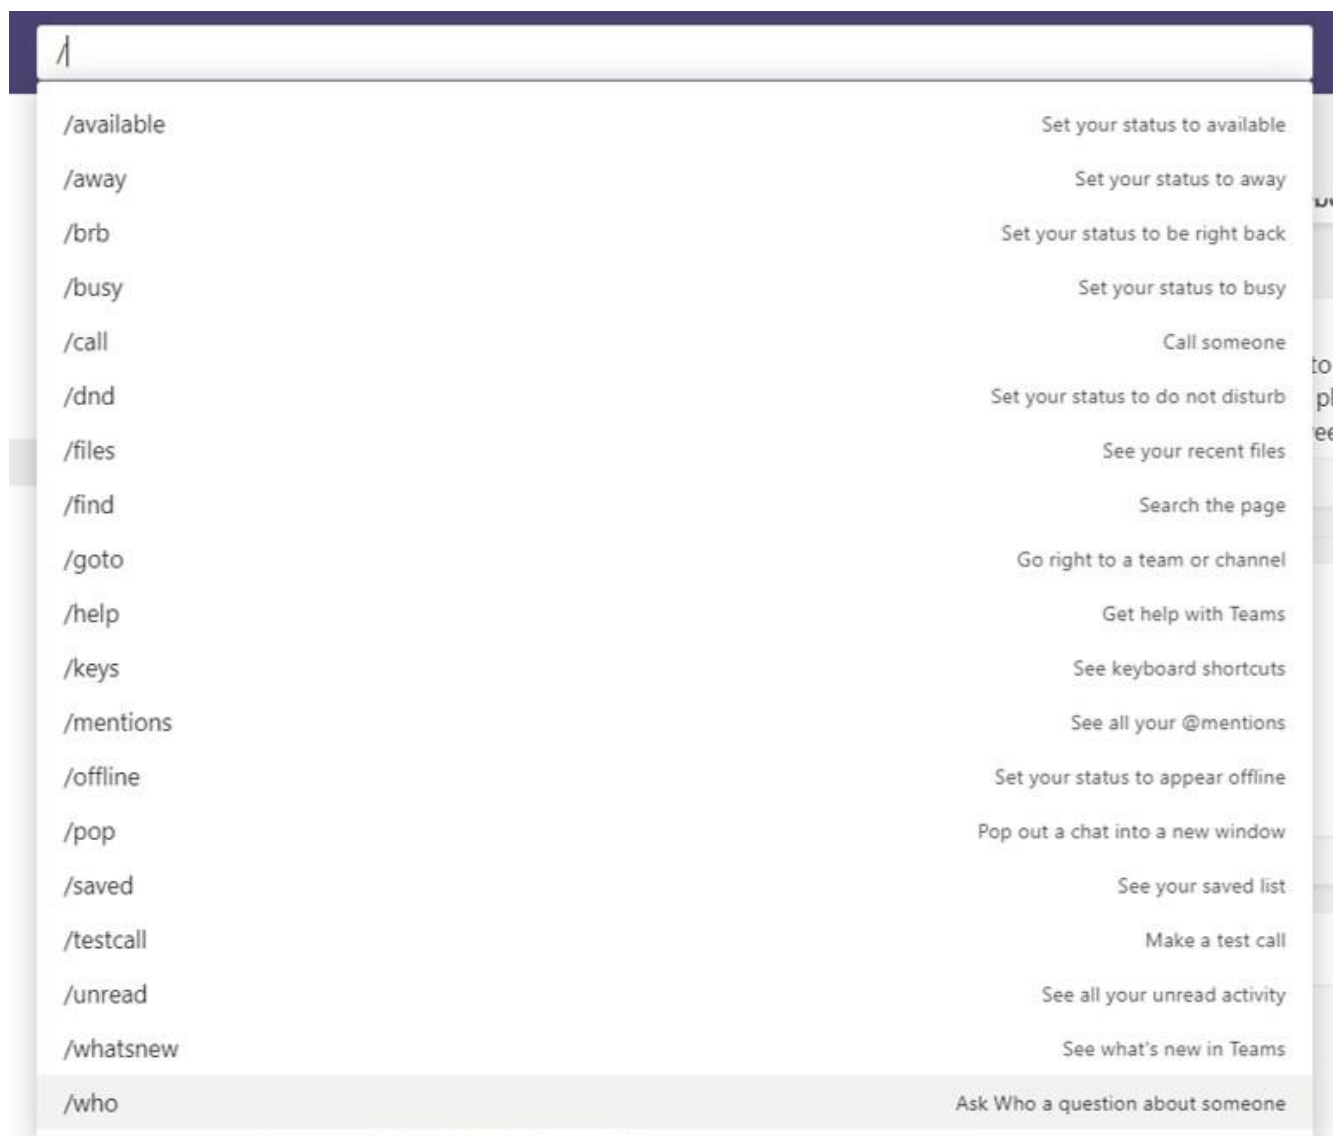 /
/available Set your status to available
/away Set your status to away
/brb Set your status to be right back
/busy Set your status to busy
/call Call someone
/dnd Set your status to do not disturb
/files See your recent files
/find Search the page
/goto Go right to a team or channel
/help Get help with Teams
/keys See keyboard shortcuts
/mentions See all your @mentions
/offline Set your status to appear offline
/pop Pop out a chat into a new window
/saved See your saved list
/testcall Make a test call
/unread See all your unread activity
/whatsnew See what's new in Teams
/who Ask Who a question about someone